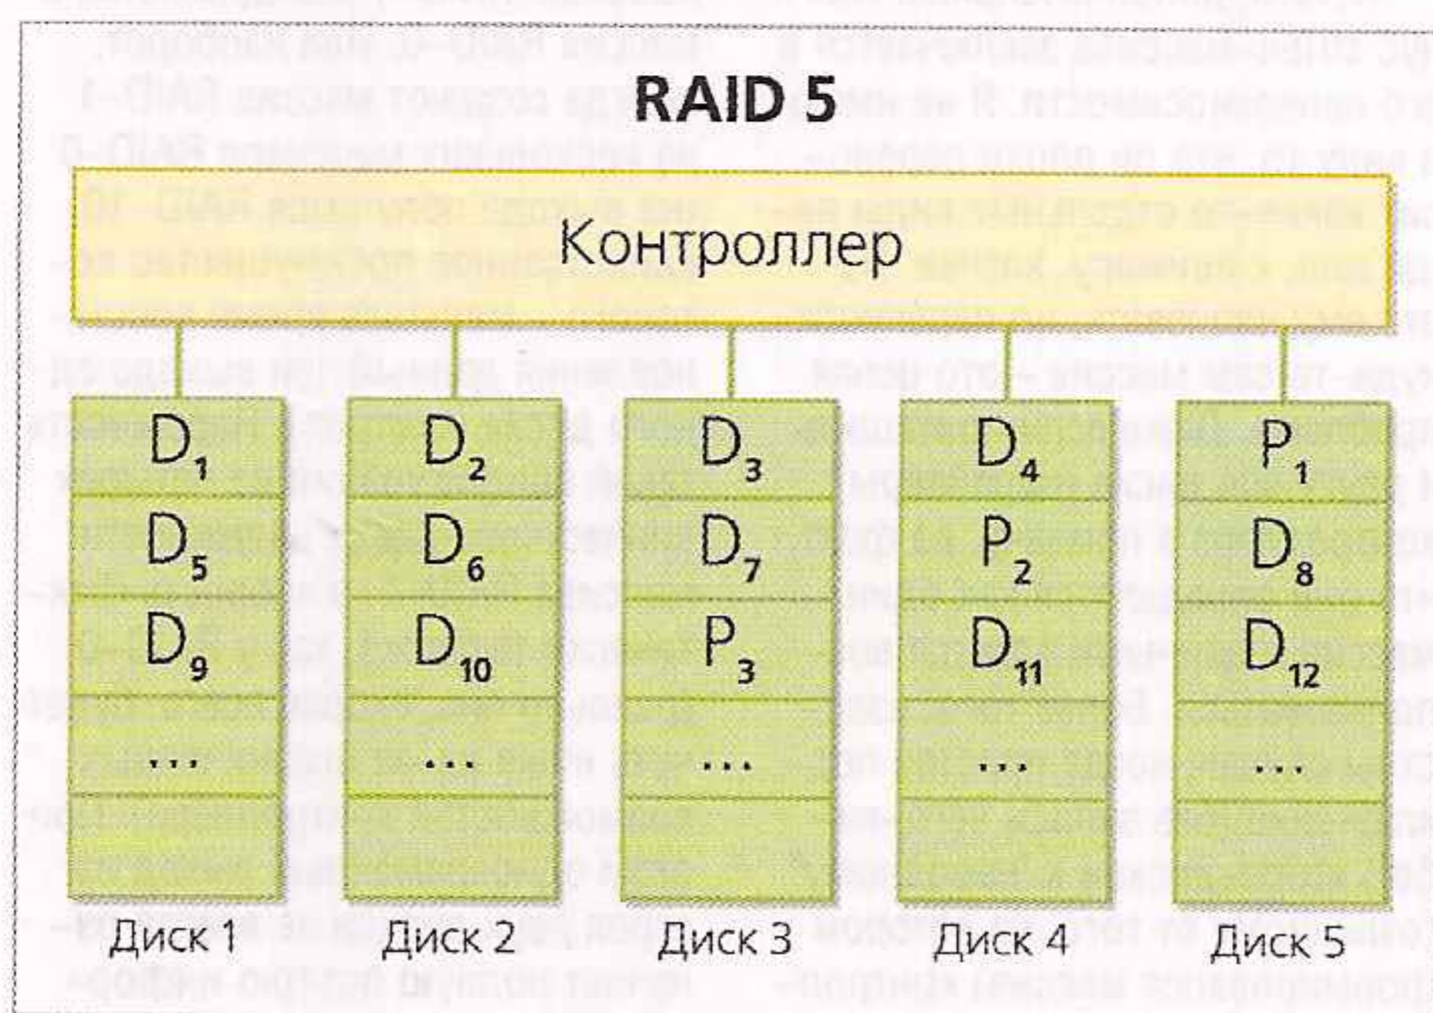 RAID 5
Контроллер
D1 D2 D3 D4 P1
D5 D6 D7 P2 D8
D9 D10 P3 D11 D12
... ... ... ... ...
Диск 1 Диск 2 Диск 3 Диск 4 Диск 5